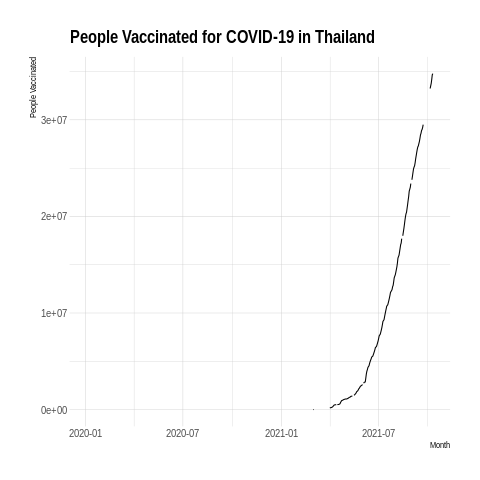 People Vaccinated for COVID-19 in Thailand
People Vaccinated
3e+07
2e+07
1e+07
0e+00
2020-01 2020-07 2021-01 2021-07
Month